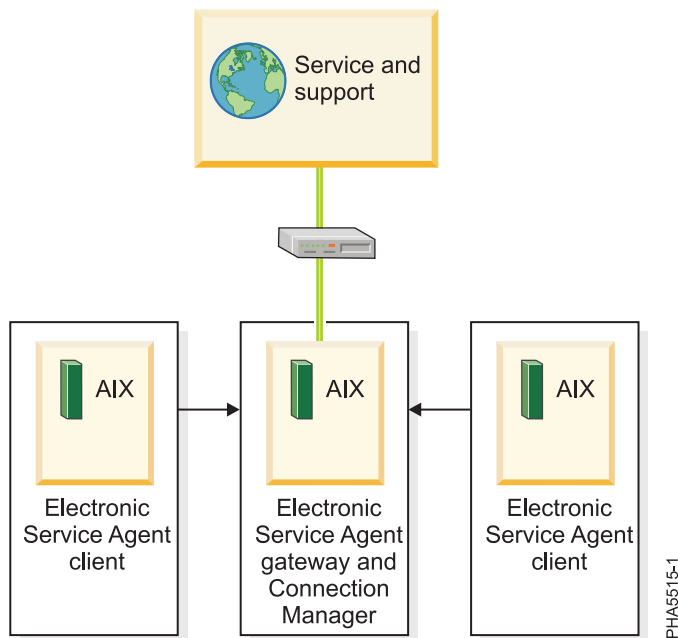 Service and
support
AIX
AIX
AIX
Electronic
Service Agent
client
Electronic
Service Agent
gateway and
Connection
Manager
Electronic
Service Agent
client
PHA5515-1